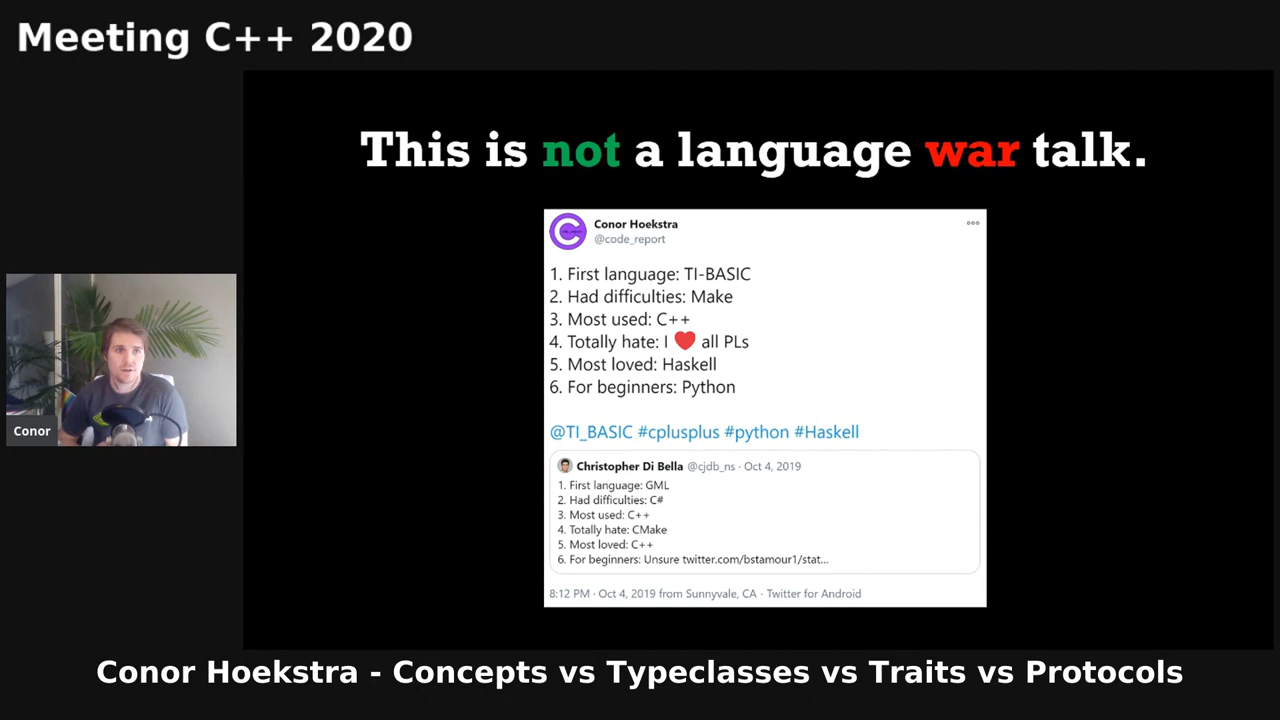 Meeting C++ 2020
This is not a language war talk.
Conor Hoekstra
@code_report
1. First language: TI-BASIC
2. Had difficulties: Make
3. Most used: C++
4. Totally hate: I ❤ all PLs
5. Most loved: Haskell
6. For beginners: Python
@TI_BASIC #cplusplus #python #Haskell
Christopher Di Bella @cjdb_ns · Oct 4, 2019
1. First language: GML
2. Had difficulties: C#
3. Most used: C++
4. Totally hate: CMake
5. Most loved: C++
6. For beginners: Unsure twitter.com/bstamour1/stat...
8:12 PM · Oct 4, 2019 from Sunnyvale, CA · Twitter for Android
Conor
Conor Hoekstra - Concepts vs Typeclasses vs Traits vs Protocols